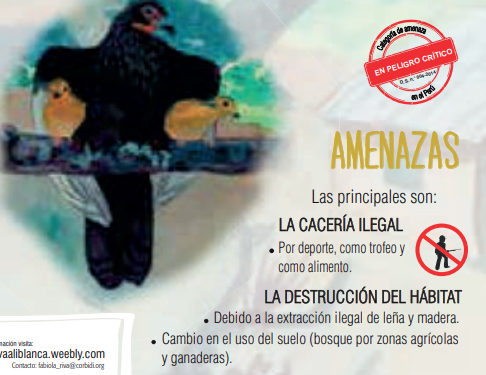 Categoría de amenaza
EN PELIGRO CRÍTICO
D.S. n.° 004-2014
en el Perú
AMENAZAS
Las principales son:
LA CACERÍA ILEGAL
• Por deporte, como trofeo y
como alimento.
LA DESTRUCCIÓN DEL HÁBITAT
• Debido a la extracción ilegal de leña y madera.
• Cambio en el uso del suelo (bosque por zonas agrícolas
y ganaderas).
mación visita:
vaaliblanca.weebly.com
Contacto: fabiola_riva@corbidi.org